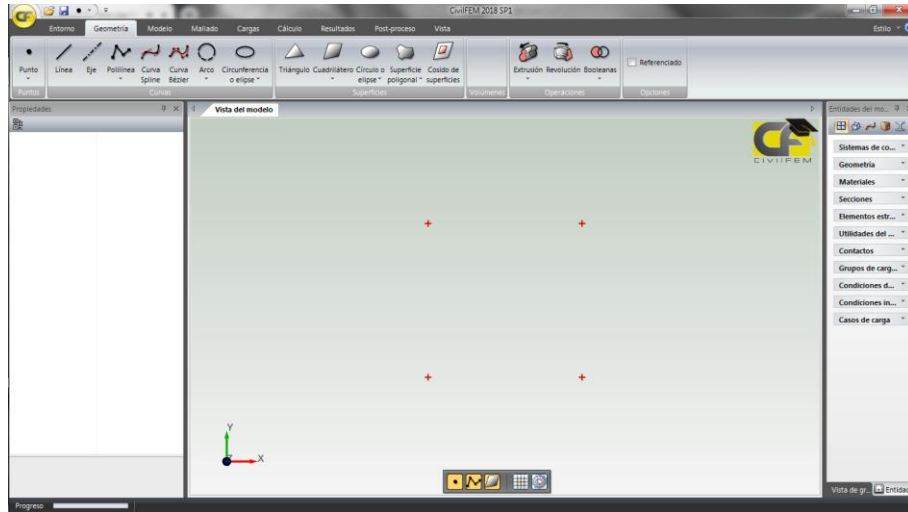 CivilFEM 2018 SP1
CF
Entorno Geometría Modelo Mallado Cargas Cálculo Resultados Post-proceso Vista Estilo
Punto Línea Eje Polilínea Curva Spline Curva Bézier Arco Circunferencia o elipse Triángulo Cuadrilátero Círculo o elipse Superficie poligonal Cosido de superficies Extrusión Revolución Booleanas Referenciado
Puntos Curvas Superficies Volúmenes Operaciones Opciones
Propiedades Vista del modelo Entidades del mo...
CF
CIVILFEM
Sistemas de co...
Geometría
Materiales
Secciones
Elementos estr...
Utilidades del ...
Contactos
Grupos de carg...
Condiciones d...
Condiciones in...
Casos de carga
Y
Z X
Vista de gr... Entidad
Progreso